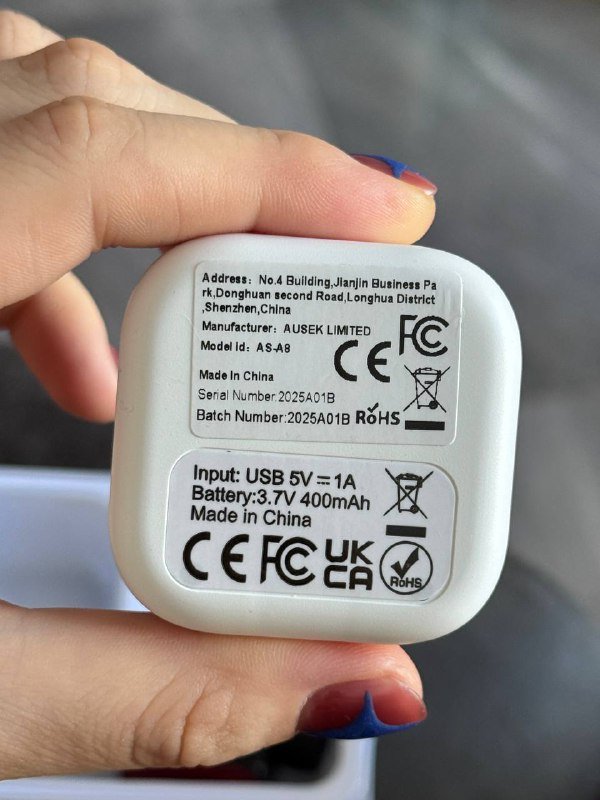 Address: No.4 Building,Jianjin Business Pa
rk,Donghuan second Road,Longhua District
,Shenzhen,China
Manufacturer: AUSEK LIMITED
Model id: AS-A8
FC
CE
Made in China
Serial Number:2025A01B
Batch Number:2025A01B RoHS
Input: USB 5V⎓1A
Battery:3.7V 400mAh
Made in China
CE FC UK
CA
RoHS